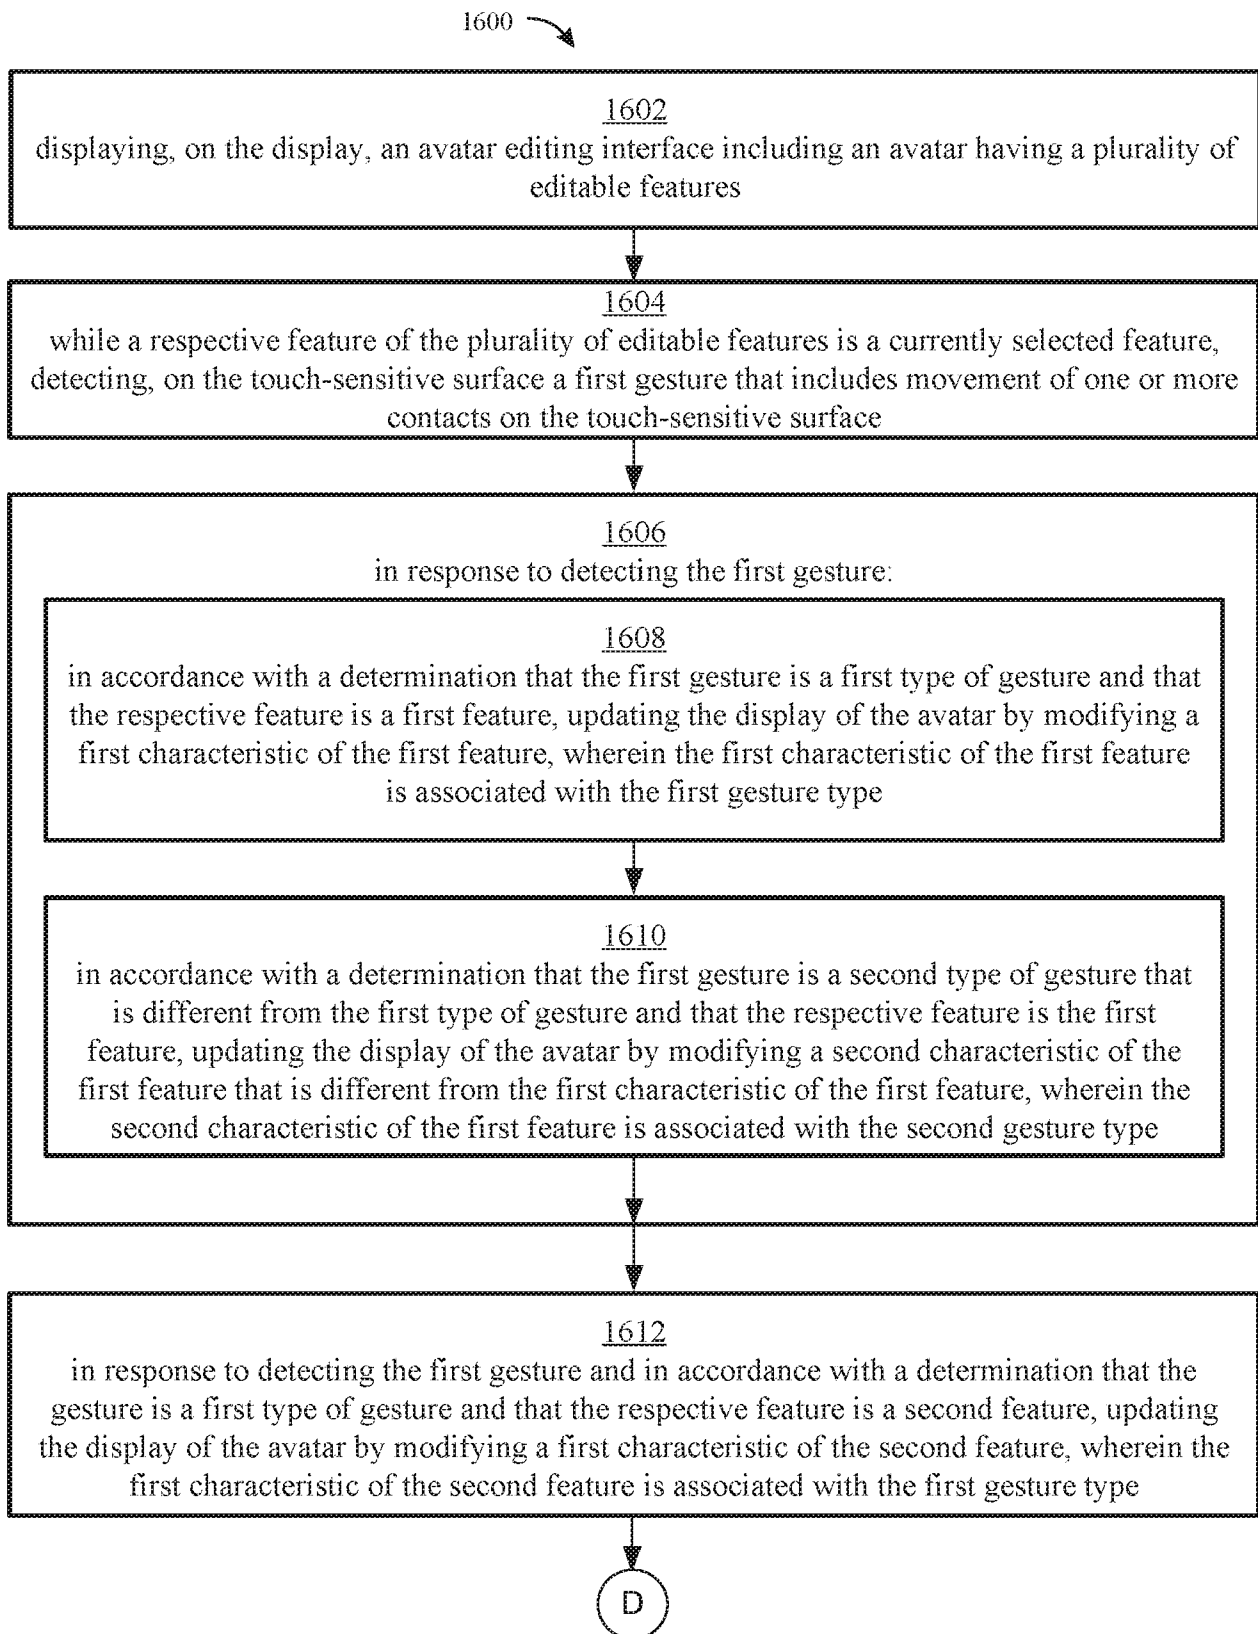 1600
1602
displaying, on the display, an avatar editing interface including an avatar having a plurality of
editable features
1604
while a respective feature of the plurality of editable features is a currently selected feature,
detecting, on the touch-sensitive surface a first gesture that includes movement of one or more
contacts on the touch-sensitive surface
1606
in response to detecting the first gesture:
1608
in accordance with a determination that the first gesture is a first type of gesture and that
the respective feature is a first feature, updating the display of the avatar by modifying a
first characteristic of the first feature, wherein the first characteristic of the first feature
is associated with the first gesture type
1610
in accordance with a determination that the first gesture is a second type of gesture that
is different from the first type of gesture and that the respective feature is the first
feature, updating the display of the avatar by modifying a second characteristic of the
first feature that is different from the first characteristic of the first feature, wherein the
second characteristic of the first feature is associated with the second gesture type
1612
in response to detecting the first gesture and in accordance with a determination that the
gesture is a first type of gesture and that the respective feature is a second feature, updating
the display of the avatar by modifying a first characteristic of the second feature, wherein the
first characteristic of the second feature is associated with the first gesture type
D